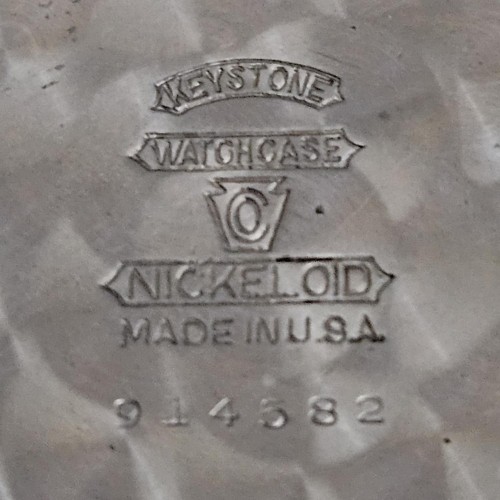 KEYSTONE
WATCHCASE
C
NICKELOID
MADE IN U.S.A.
914582